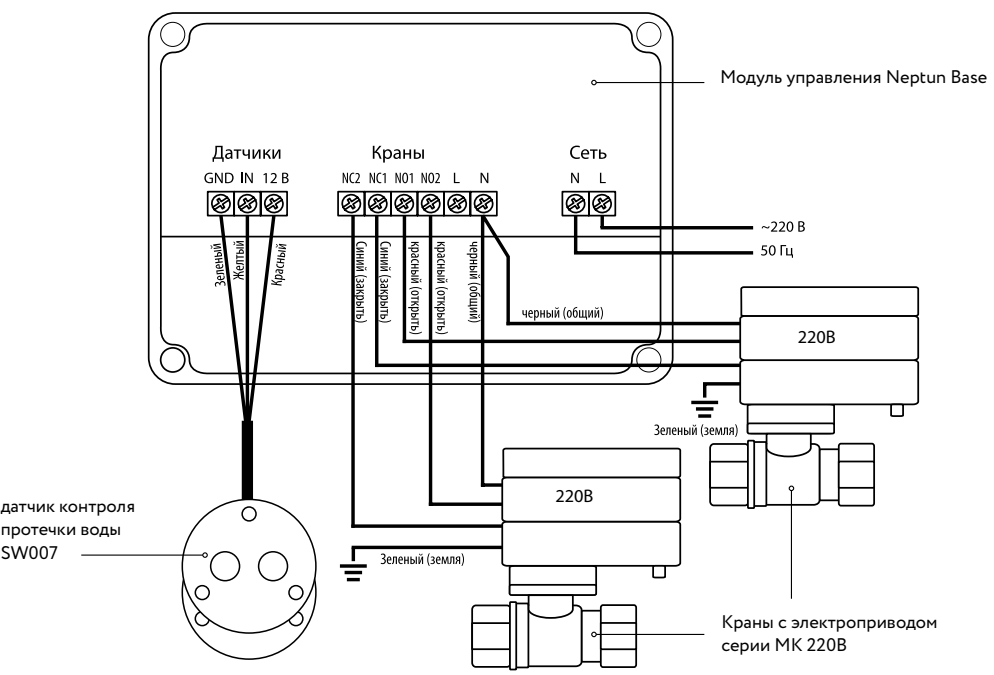 Модуль управления Neptun Base
Датчики
GND IN 12 В
Краны
NC2 NC1 NO1 NO2 L N
Сеть
N L
~220 В
50 Гц
Зеленый
Желтый
Красный
Синий (закрыть)
Синий (закрыть)
красный (открыть)
красный (открыть)
черный (общий)
черный (общий)
220В
Зеленый (земля)
220В
Зеленый (земля)
датчик контроля
протечки воды
SW007
Краны с электроприводом
серии МК 220В